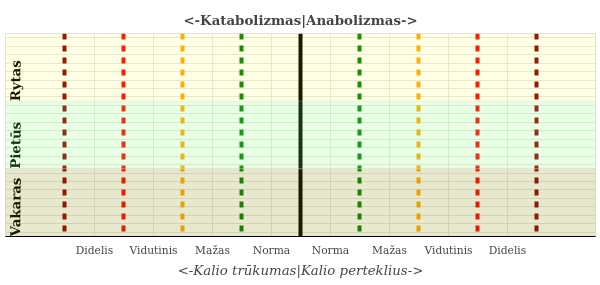 <-Katabolizmas|Anabolizmas->
Rytas
Pietūs
Vakaras
Didelis Vidutinis Mažas Norma Norma Mažas Vidutinis Didelis
<-Kalio trūkumas|Kalio perteklius->